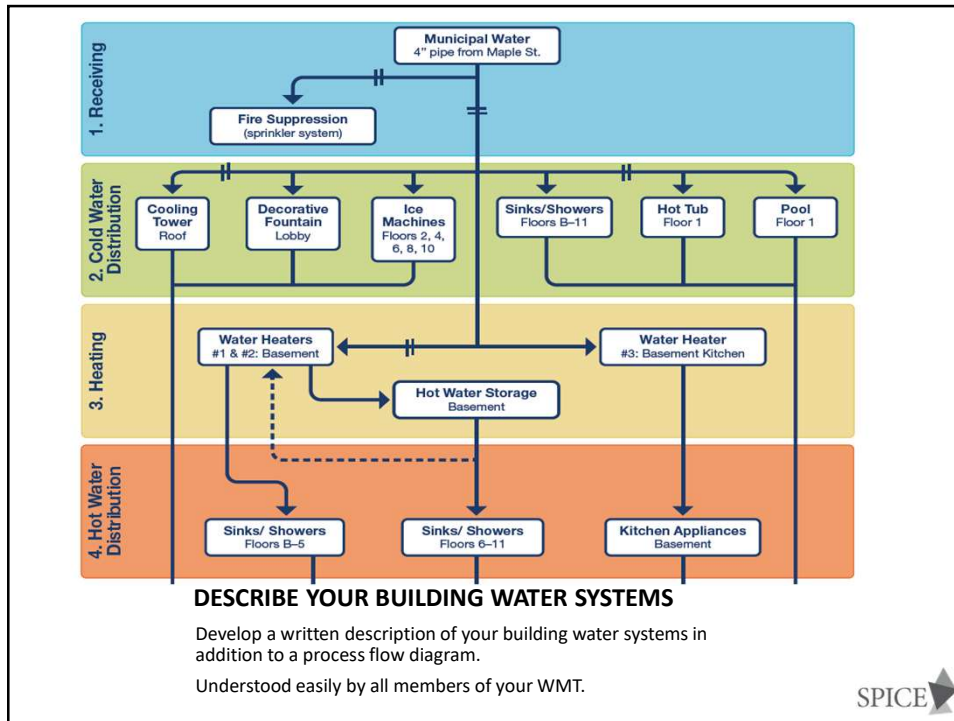 1. Receiving
Municipal Water
4” pipe from Maple St.
Fire Suppression
(sprinkler system)
2. Cold Water
Distribution
Cooling
Tower
Roof
Decorative
Fountain
Lobby
Ice
Machines
Floors 2, 4,
6, 8, 10
Sinks/Showers
Floors B–11
Hot Tub
Floor 1
Pool
Floor 1
3. Heating
Water Heaters
#1 & #2: Basement
Water Heater
#3: Basement Kitchen
Hot Water Storage
Basement
4. Hot Water
Distribution
Sinks/ Showers
Floors B–5
Sinks/ Showers
Floors 6–11
Kitchen Appliances
Basement
DESCRIBE YOUR BUILDING WATER SYSTEMS
Develop a written description of your building water systems in
addition to a process flow diagram.
Understood easily by all members of your WMT.
SPICE